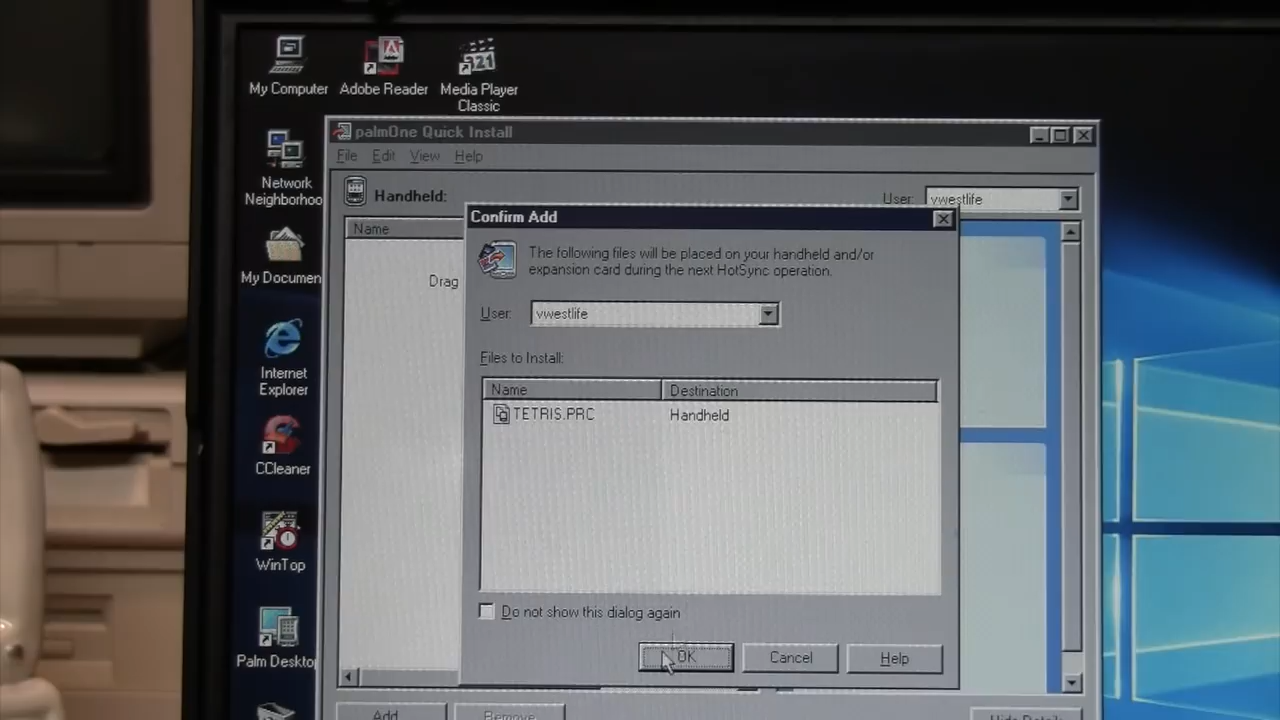 My Computer
Adobe Reader
321
Media Player
Classic
palmOne Quick Install
File Edit View Help
Network
Neighborhoo
Handheld:
User: vwestlife
Name
Confirm Add
The following files will be placed on your handheld and/or
expansion card during the next HotSync operation.
My Documen
Drag
User: vwestlife
Internet
Explorer
Files to Install:
Name Destination
TETRIS.PRC Handheld
CCleaner
WinTop
Do not show this dialog again
OK Cancel Help
Palm Deskto
Add Remove Hide Details